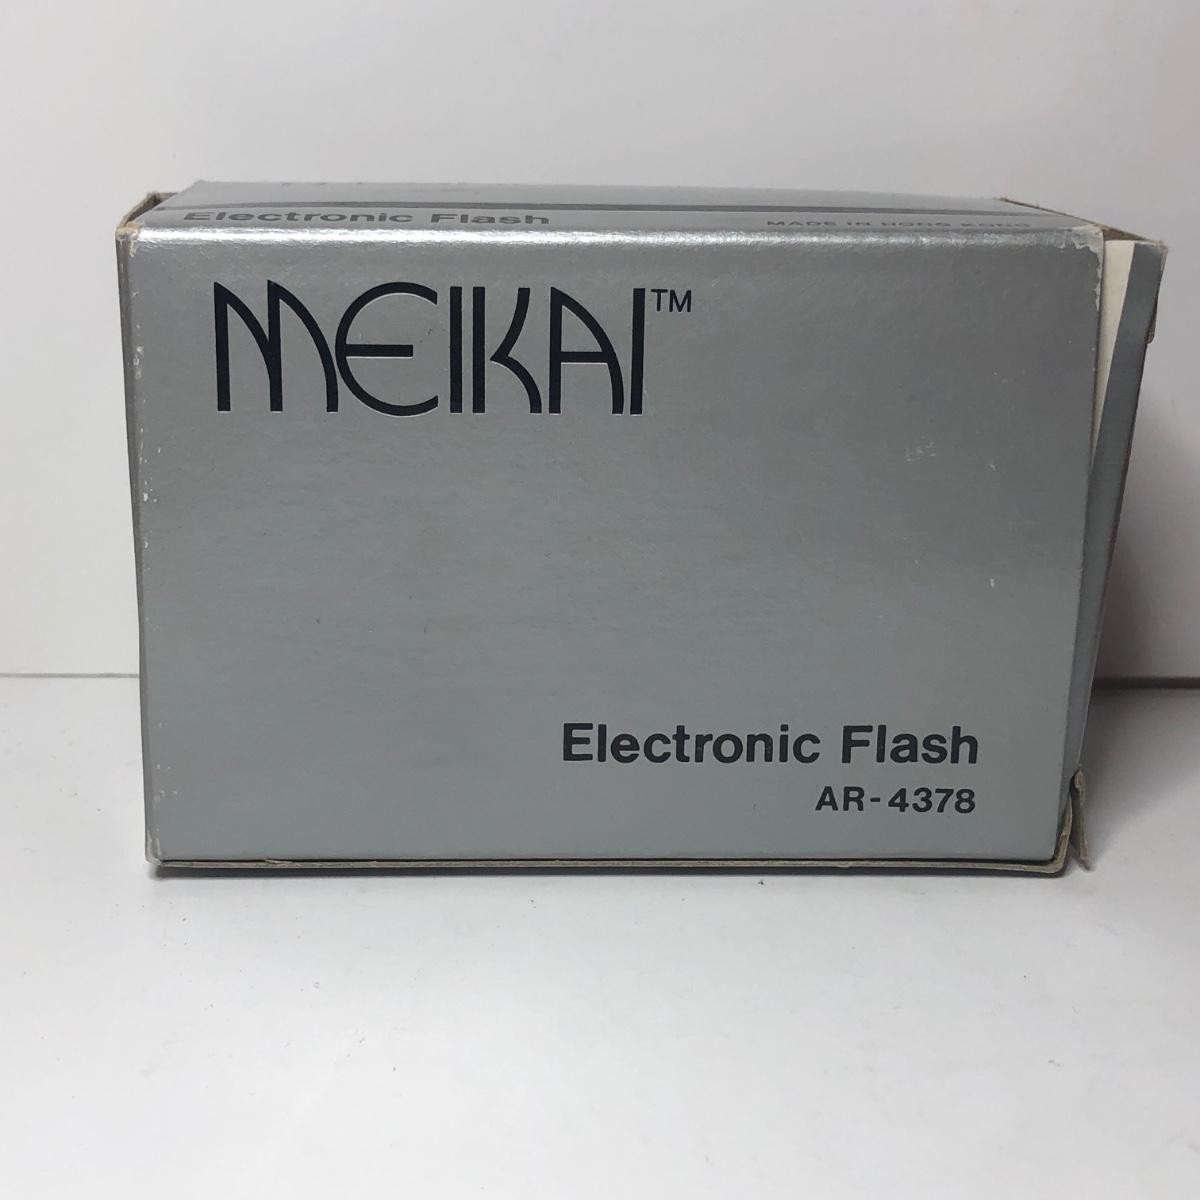 Electronic Flash
MADE IN HONG KONG
MEIKAI™
Electronic Flash
AR-4378